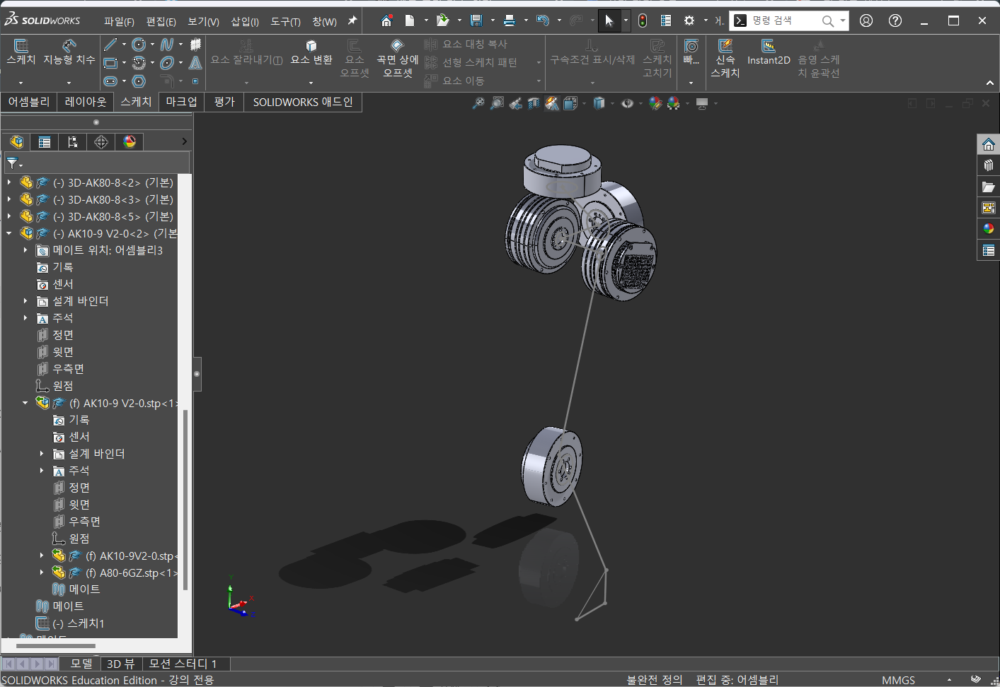 SOLIDWORKS
파일(F) 편집(E) 보기(V) 삽입(I) 도구(T) 창(W)
명령 검색
스케치
지능형 치수
요소 잘라내기(T)
요소 변환
요소 오프셋
곡면 상에 오프셋
요소 대칭 복사
선형 스케치 패턴
요소 이동
구속조건 표시/삭제
스케치 고치기
빠...
신속 스케치
Instant2D
음영 스케치 윤곽선
어셈블리 레이아웃 스케치 마크업 평가 SOLIDWORKS 애드인
(-) 3D-AK80-8<2> (기본)
(-) 3D-AK80-8<3> (기본)
(-) 3D-AK80-8<5> (기본)
(-) AK10-9 V2-0<2> (기본
메이트 위치: 어셈블리3
기록
센서
설계 바인더
주석
정면
윗면
우측면
원점
(f) AK10-9 V2-0.stp<1>
기록
센서
설계 바인더
주석
정면
윗면
우측면
원점
(f) AK10-9V2-0.stp<
(f) A80-6GZ.stp<1>
메이트
메이트
(-) 스케치1
메이트
Y
X
Z
모델 3D 뷰 모션 스터디 1
SOLIDWORKS Education Edition - 강의 전용
불완전 정의 편집 중: 어셈블리 MMGS